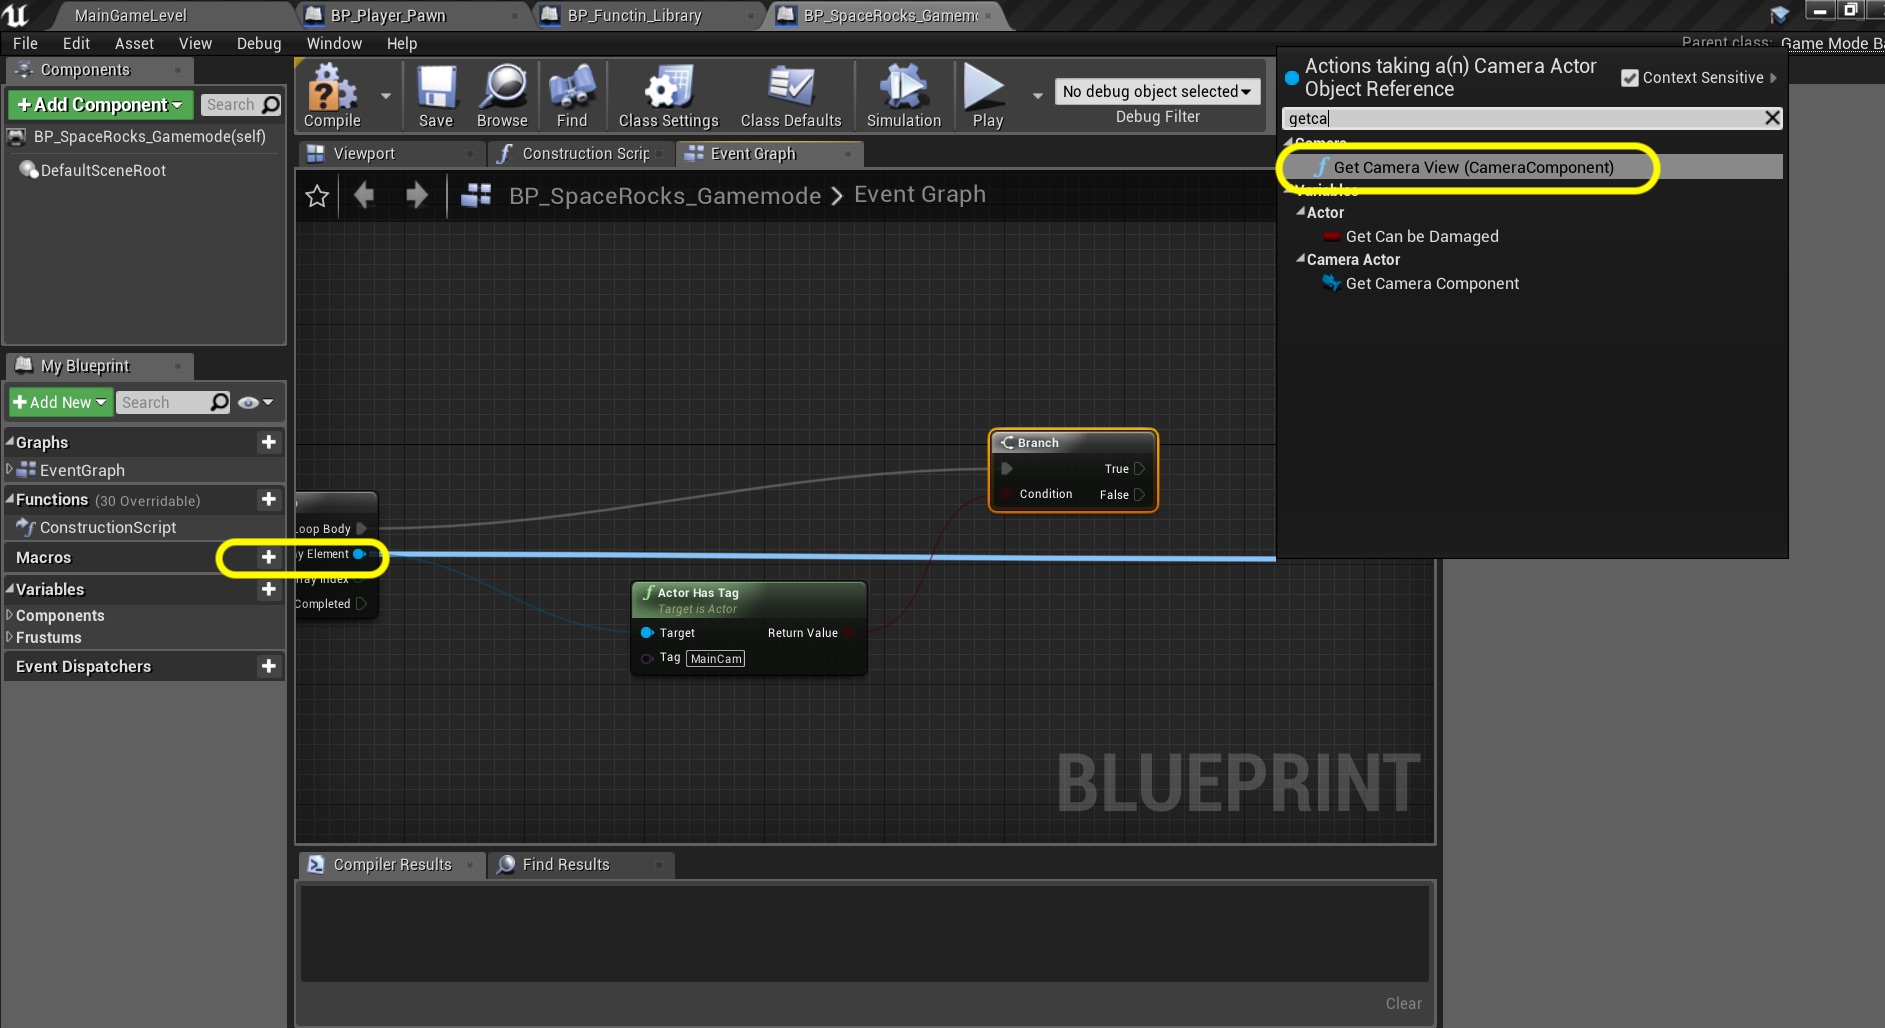 MainGameLevel
BP_Player_Pawn
BP_Functin_Library
BP_SpaceRocks_Gamem
File Edit Asset View Debug Window Help
Parent class: Game Mode Ba
Components
+Add Component
Search
BP_SpaceRocks_Gamemode(self)
DefaultSceneRoot
Compile
Save
Browse
Find
Class Settings
Class Defaults
Simulation
Play
No debug object selected
Debug Filter
Viewport
Construction Scrip
Event Graph
BP_SpaceRocks_Gamemode > Event Graph
Actions taking a(n) Camera Actor
Object Reference
Context Sensitive
getca
Camera
Get Camera View (CameraComponent)
Variables
Actor
Get Can be Damaged
Camera Actor
Get Camera Component
My Blueprint
+Add New
Search
Graphs
EventGraph
Functions (30 Overridable)
ConstructionScript
Macros
Variables
Components
Frustums
Event Dispatchers
Loop Body
y Element
rray Index
Completed
Branch
True
Condition
False
Actor Has Tag
Target is Actor
Target
Return Value
Tag MainCam
BLUEPRINT
Compiler Results
Find Results
Clear